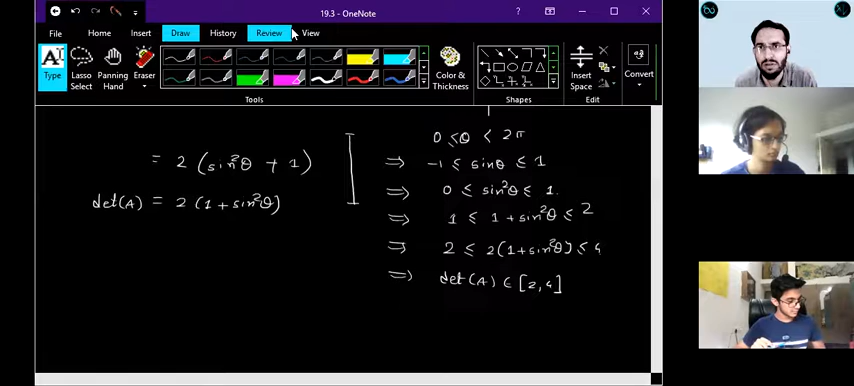 19.3 - OneNote
File Home Insert Draw History Review View
Type Lasso Select Panning Hand Eraser Color & Thickness Insert Space Convert
Tools Shapes Edit
0 ≤ θ < 2π
= 2 (sin²θ + 1) ⇒ -1 ≤ sinθ ≤ 1
⇒ 0 ≤ sin²θ ≤ 1.
det(A) = 2 (1 + sin²θ)
⇒ 1 ≤ 1 + sin²θ ≤ 2
⇒ 2 ≤ 2(1 + sin²θ) ≤ 4
⇒ det(A) ∈ [2, 4]